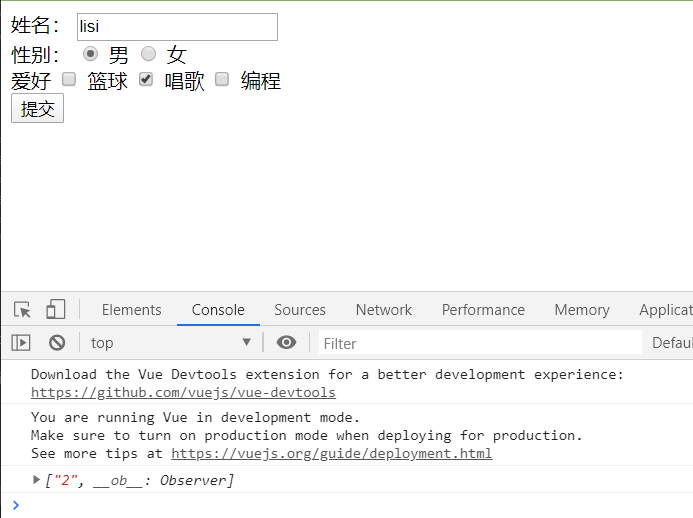 姓名： lisi
性别： 男 女
爱好 篮球 唱歌 编程
提交
Elements Console Sources Network Performance Memory Applicat
top Filter Defaul
Download the Vue Devtools extension for a better development experience:
https://github.com/vuejs/vue-devtools
You are running Vue in development mode.
Make sure to turn on production mode when deploying for production.
See more tips at https://vuejs.org/guide/deployment.html
["2", __ob__: Observer]